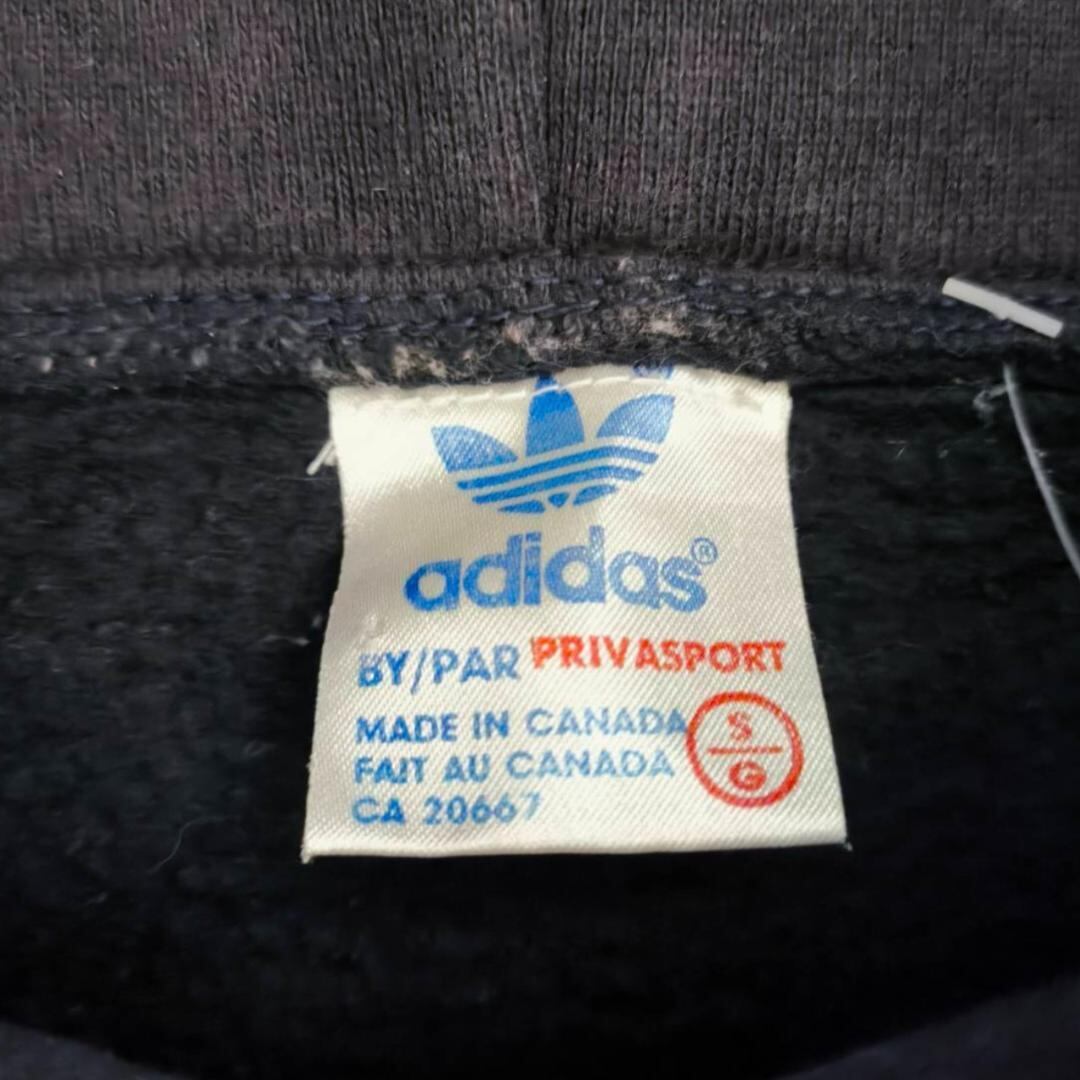 adidas®
BY/PAR PRIVASPORT
MADE IN CANADA
FAIT AU CANADA
CA 20667
S
G